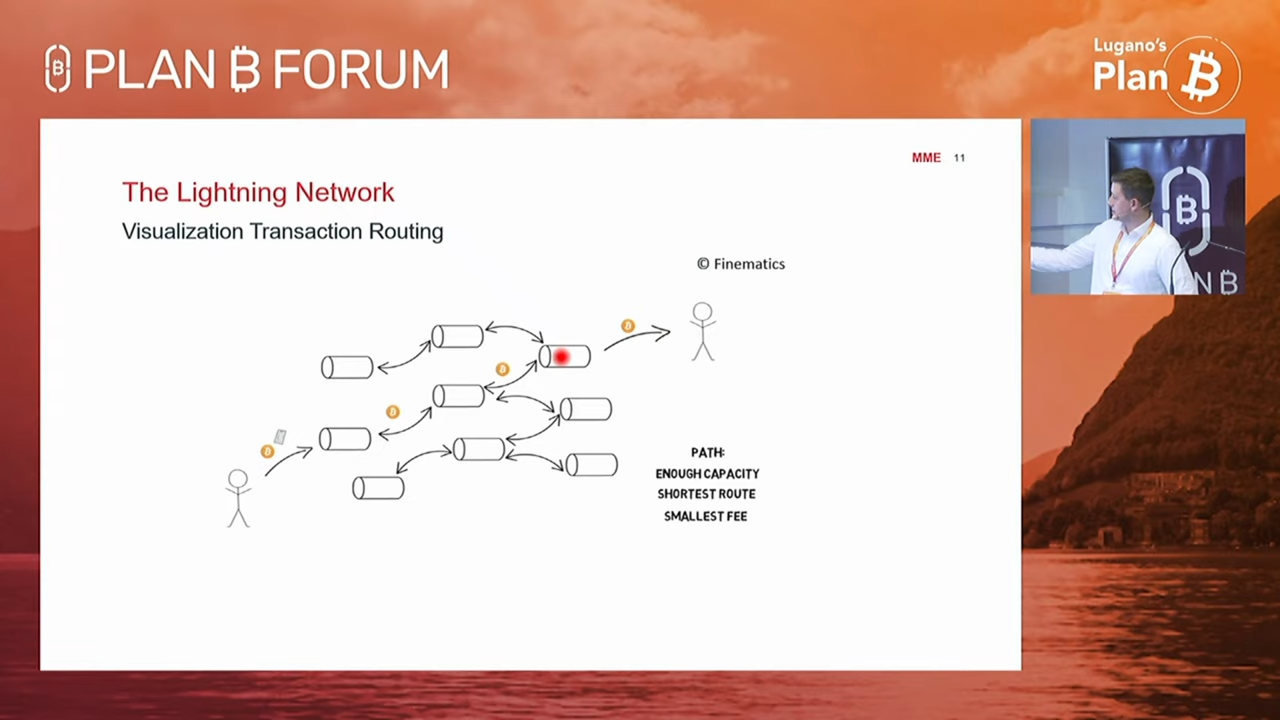 PLAN ₿ FORUM
Lugano's
Plan ₿
MME 11
The Lightning Network
Visualization Transaction Routing
© Finematics
PATH:
ENOUGH CAPACITY
SHORTEST ROUTE
SMALLEST FEE